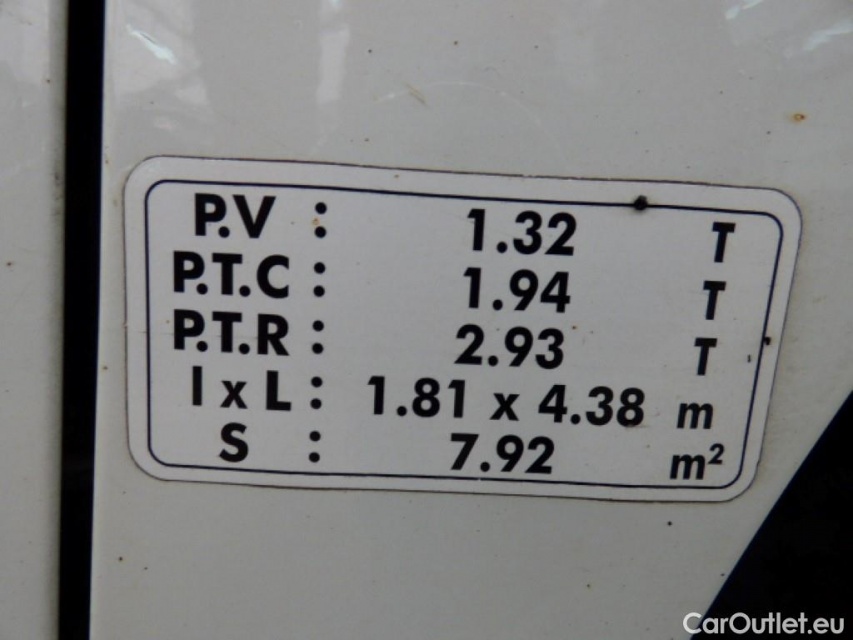 P.V : 1.32 T
P.T.C : 1.94 T
P.T.R : 2.93 T
l x L : 1.81 x 4.38 m
S : 7.92 m²
CarOutlet.eu